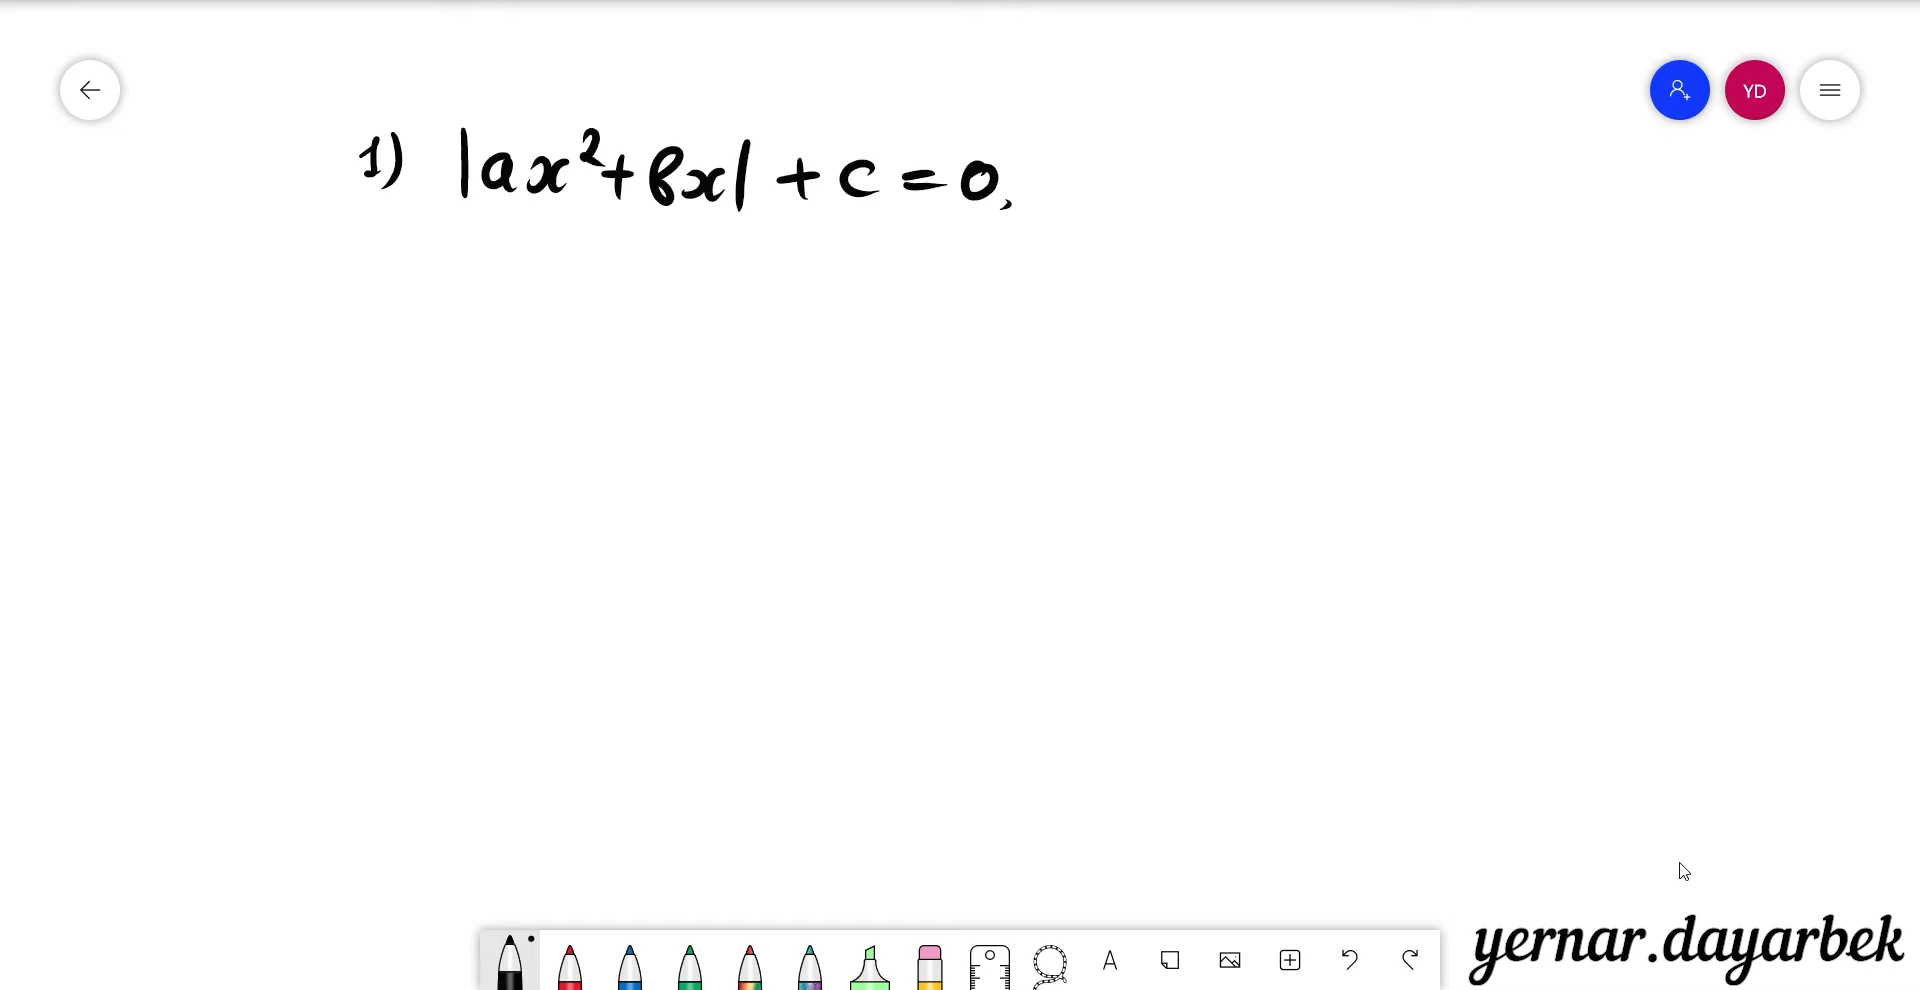 YD
1) |ax²+вx| + c = 0,
A
yernar.dayarbek